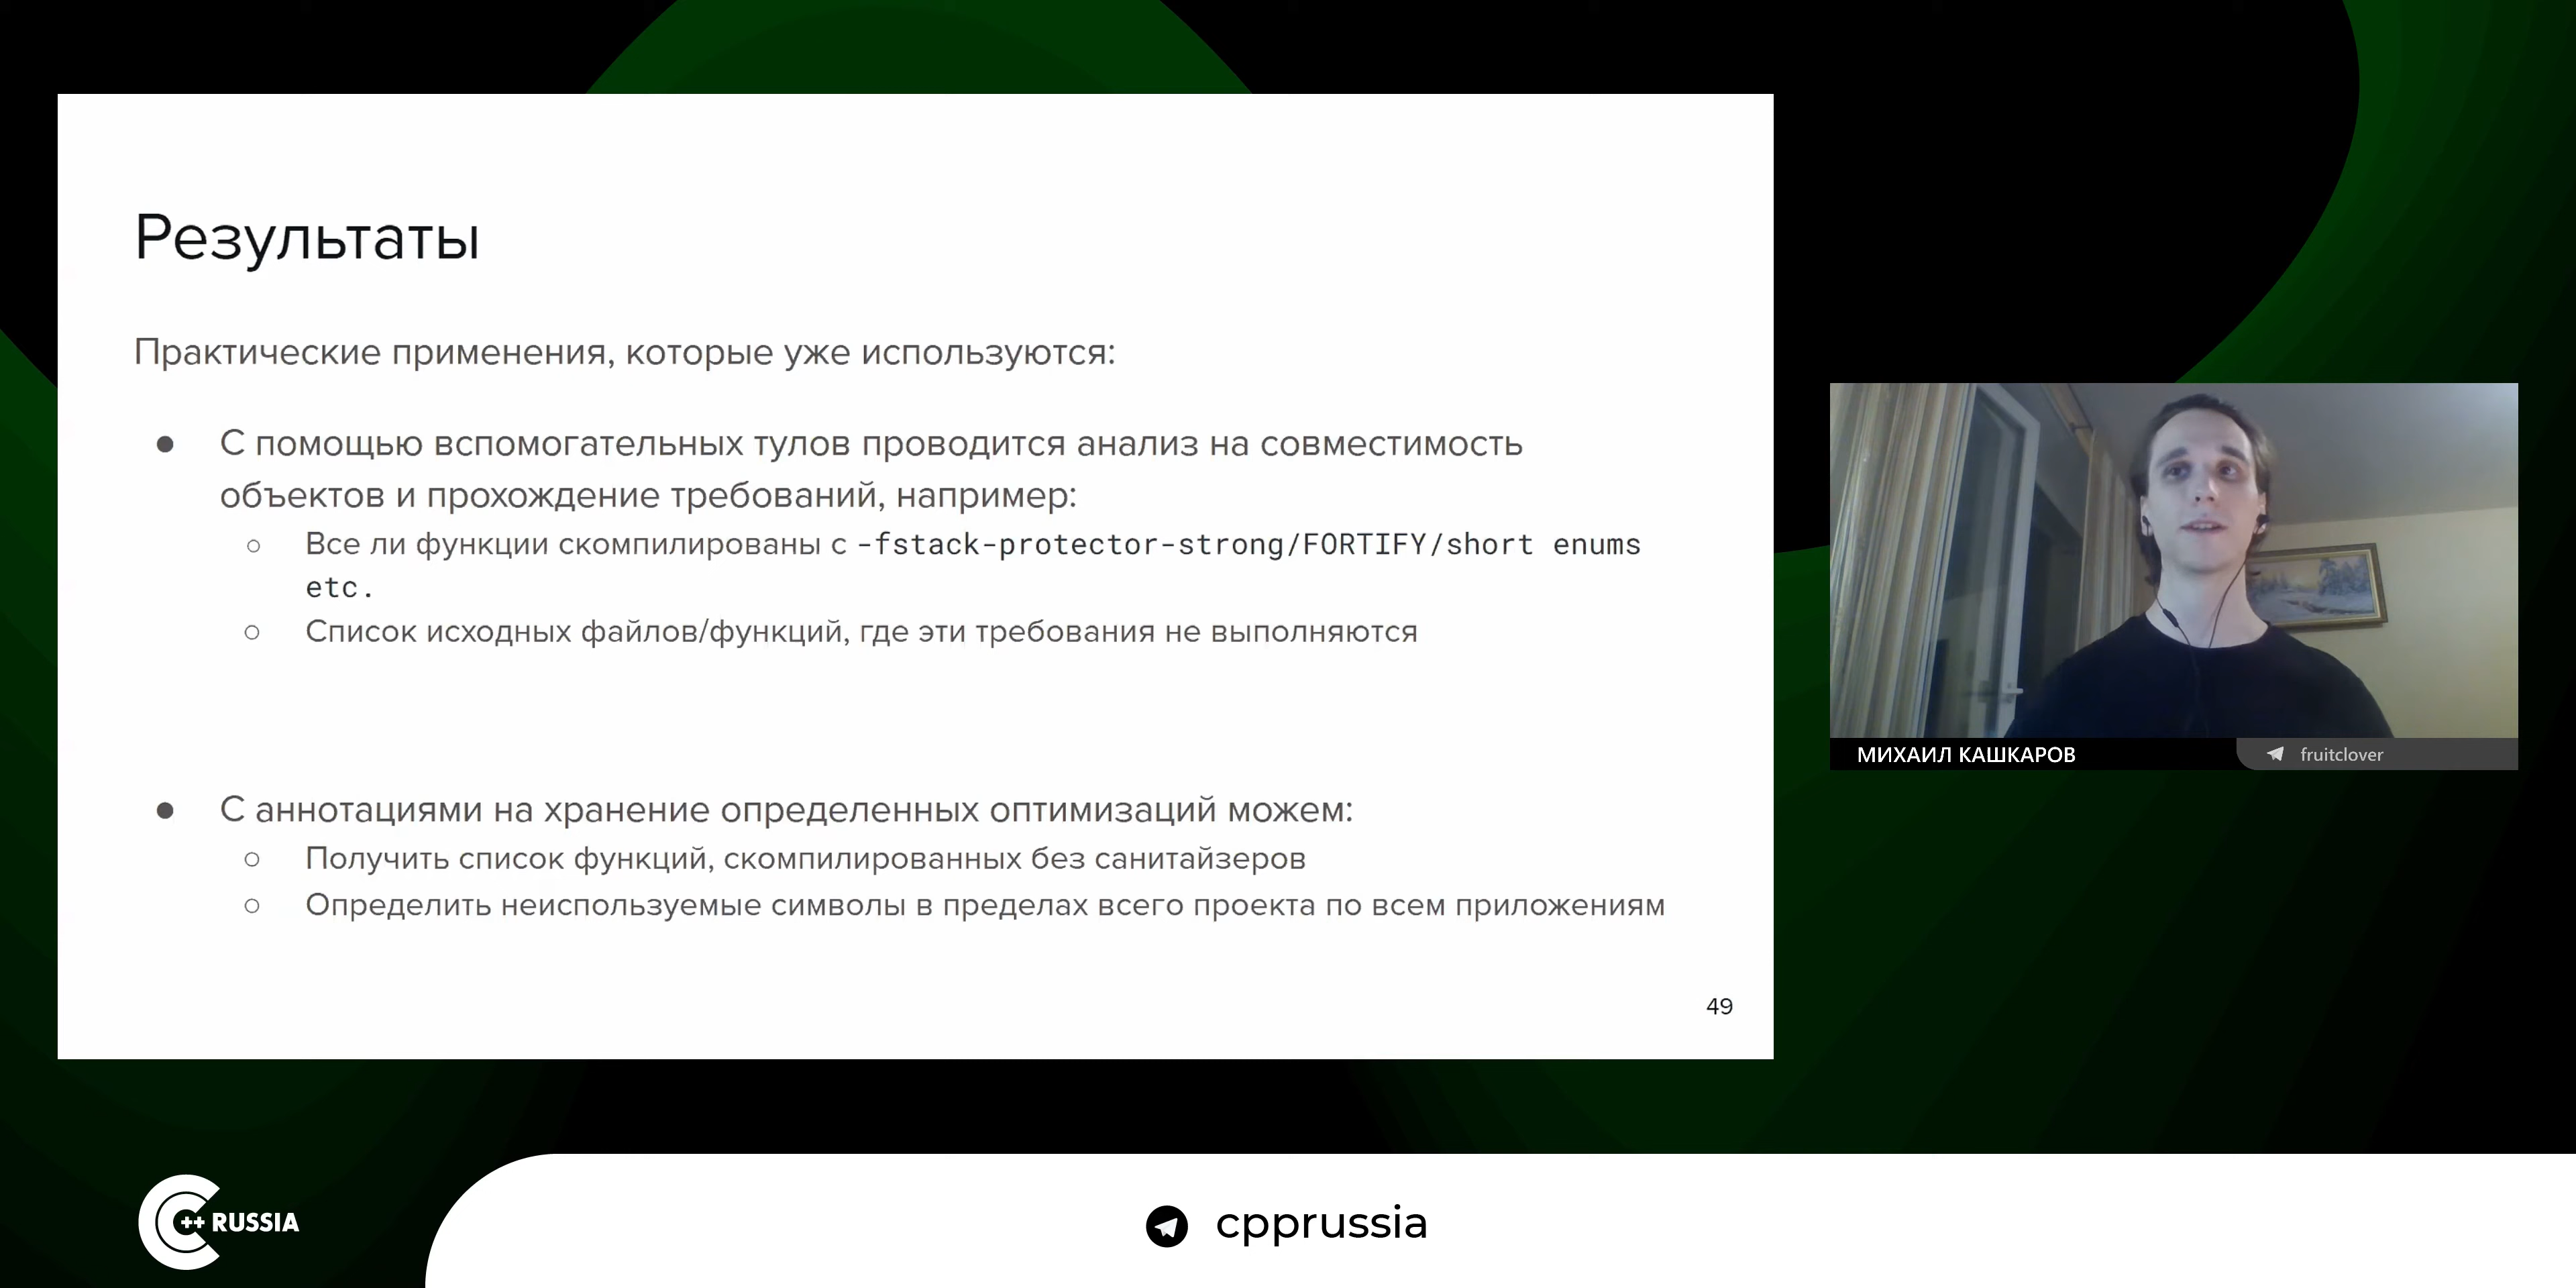 Результаты
Практические применения, которые уже используются:
● С помощью вспомогательных тулов проводится анализ на совместимость
объектов и прохождение требований, например:
○ Все ли функции скомпилированы с -fstack-protector-strong/FORTIFY/short enums
etc.
○ Список исходных файлов/функций, где эти требования не выполняются
● С аннотациями на хранение определенных оптимизаций можем:
○ Получить список функций, скомпилированных без санитайзеров
○ Определить неиспользуемые символы в пределах всего проекта по всем приложениям
49
МИХАИЛ КАШКАРОВ
fruitclover
C++ RUSSIA
cpprussia